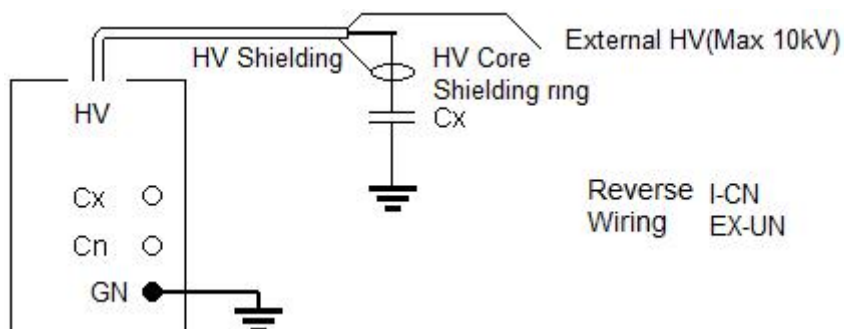 External HV(Max 10kV)
HV Shielding
HV Core
Shielding ring
Cx
HV
Cx
Cn
GN
Reverse I-CN
Wiring EX-UN